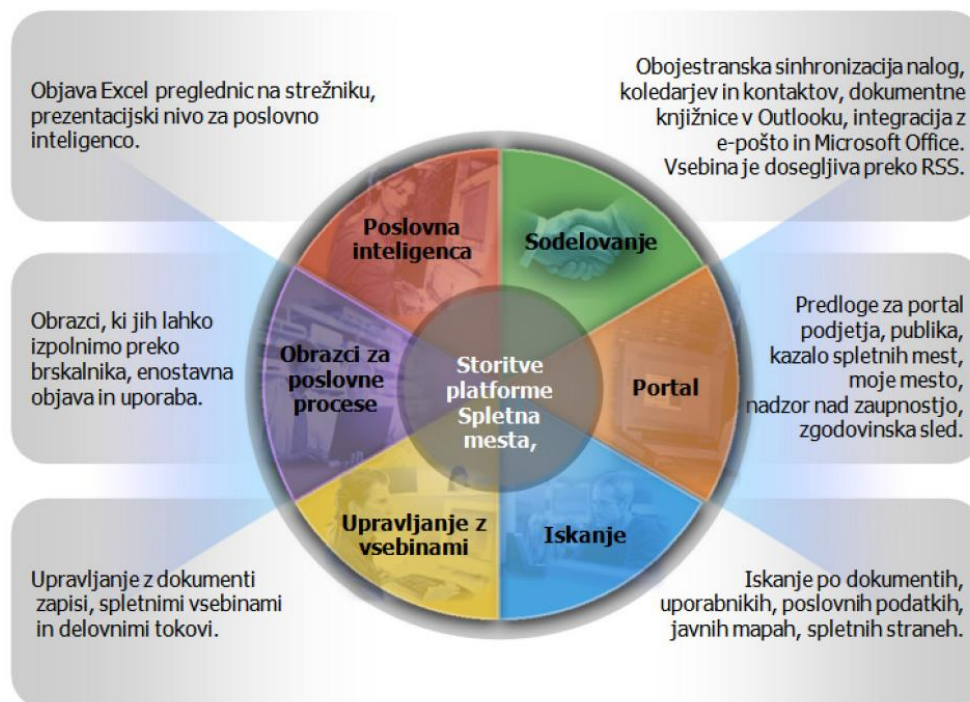 Objava Excel preglednic na strežniku,
prezentacijski nivo za poslovno
inteligenco.
Obojestranska sinhronizacija nalog,
koledarjev in kontaktov, dokumentne
knjižnice v Outlooku, integracija z
e-pošto in Microsoft Office.
Vsebina je dosegljiva preko RSS.
Poslovna
inteligenca
Sodelovanje
Obrazci, ki jih lahko
izpolnimo preko
brskalnika, enostavna
objava in uporaba.
Obrazci za
poslovne
procese
Storitve
platforme
Spletna
mesta,
Portal
Predloge za portal
podjetja, publika,
kazalo spletnih mest,
moje mesto,
nadzor nad zaupnostjo,
zgodovinska sled.
Upravljanje z
vsebinami
Iskanje
Upravljanje z dokumenti
zapisi, spletnimi vsebinami
in delovnimi tokovi.
Iskanje po dokumentih,
uporabnikih, poslovnih podatkih,
javnih mapah, spletnih straneh.